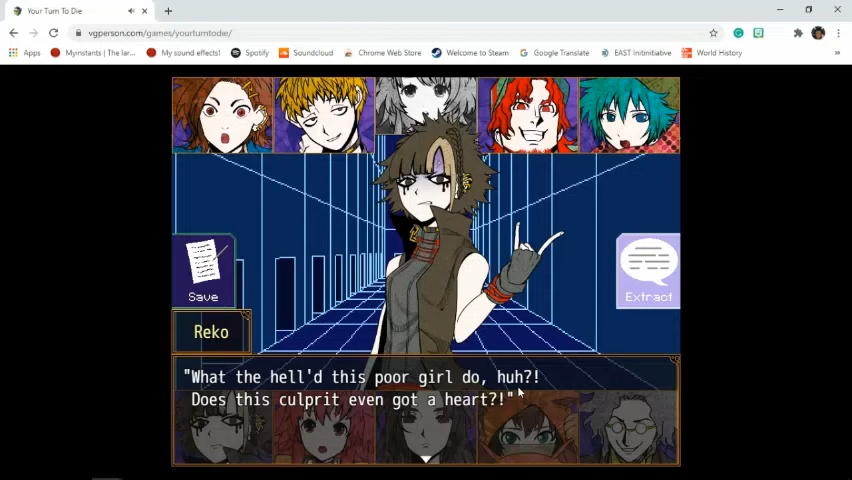 Your Turn To Die
vgperson.com/games/yourturntodie/
Apps
Myinstants | The lar...
My sound effects!
Spotify
Soundcloud
Chrome Web Store
Welcome to Steam
Google Translate
EAST Initinitiative
World History
Save
Extract
Reko
"What the hell'd this poor girl do, huh?!
Does this culprit even got a heart?!"